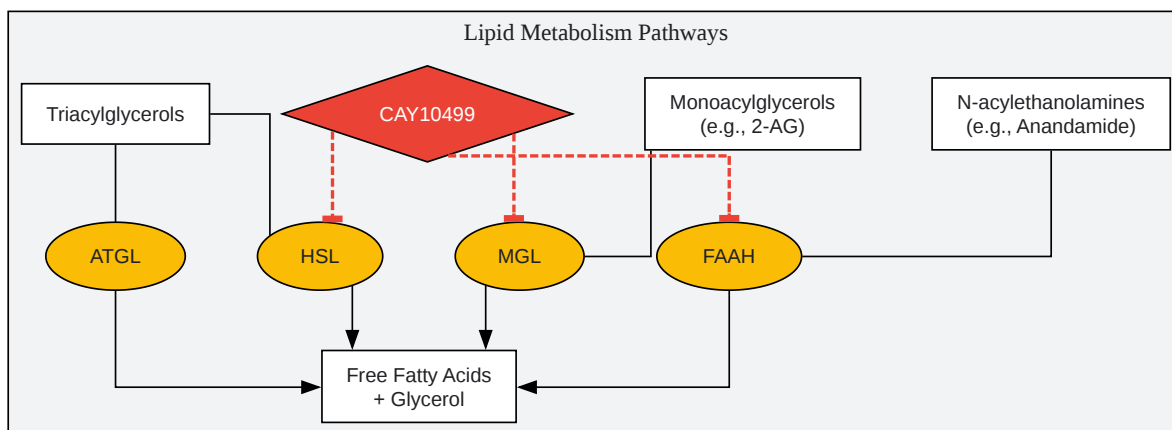 Lipid Metabolism Pathways
Triacylglycerols
CAY10499
Monoacylglycerols
(e.g., 2-AG)
N-acylethanolamines
(e.g., Anandamide)
ATGL
HSL
MGL
FAAH
Free Fatty Acids
+ Glycerol